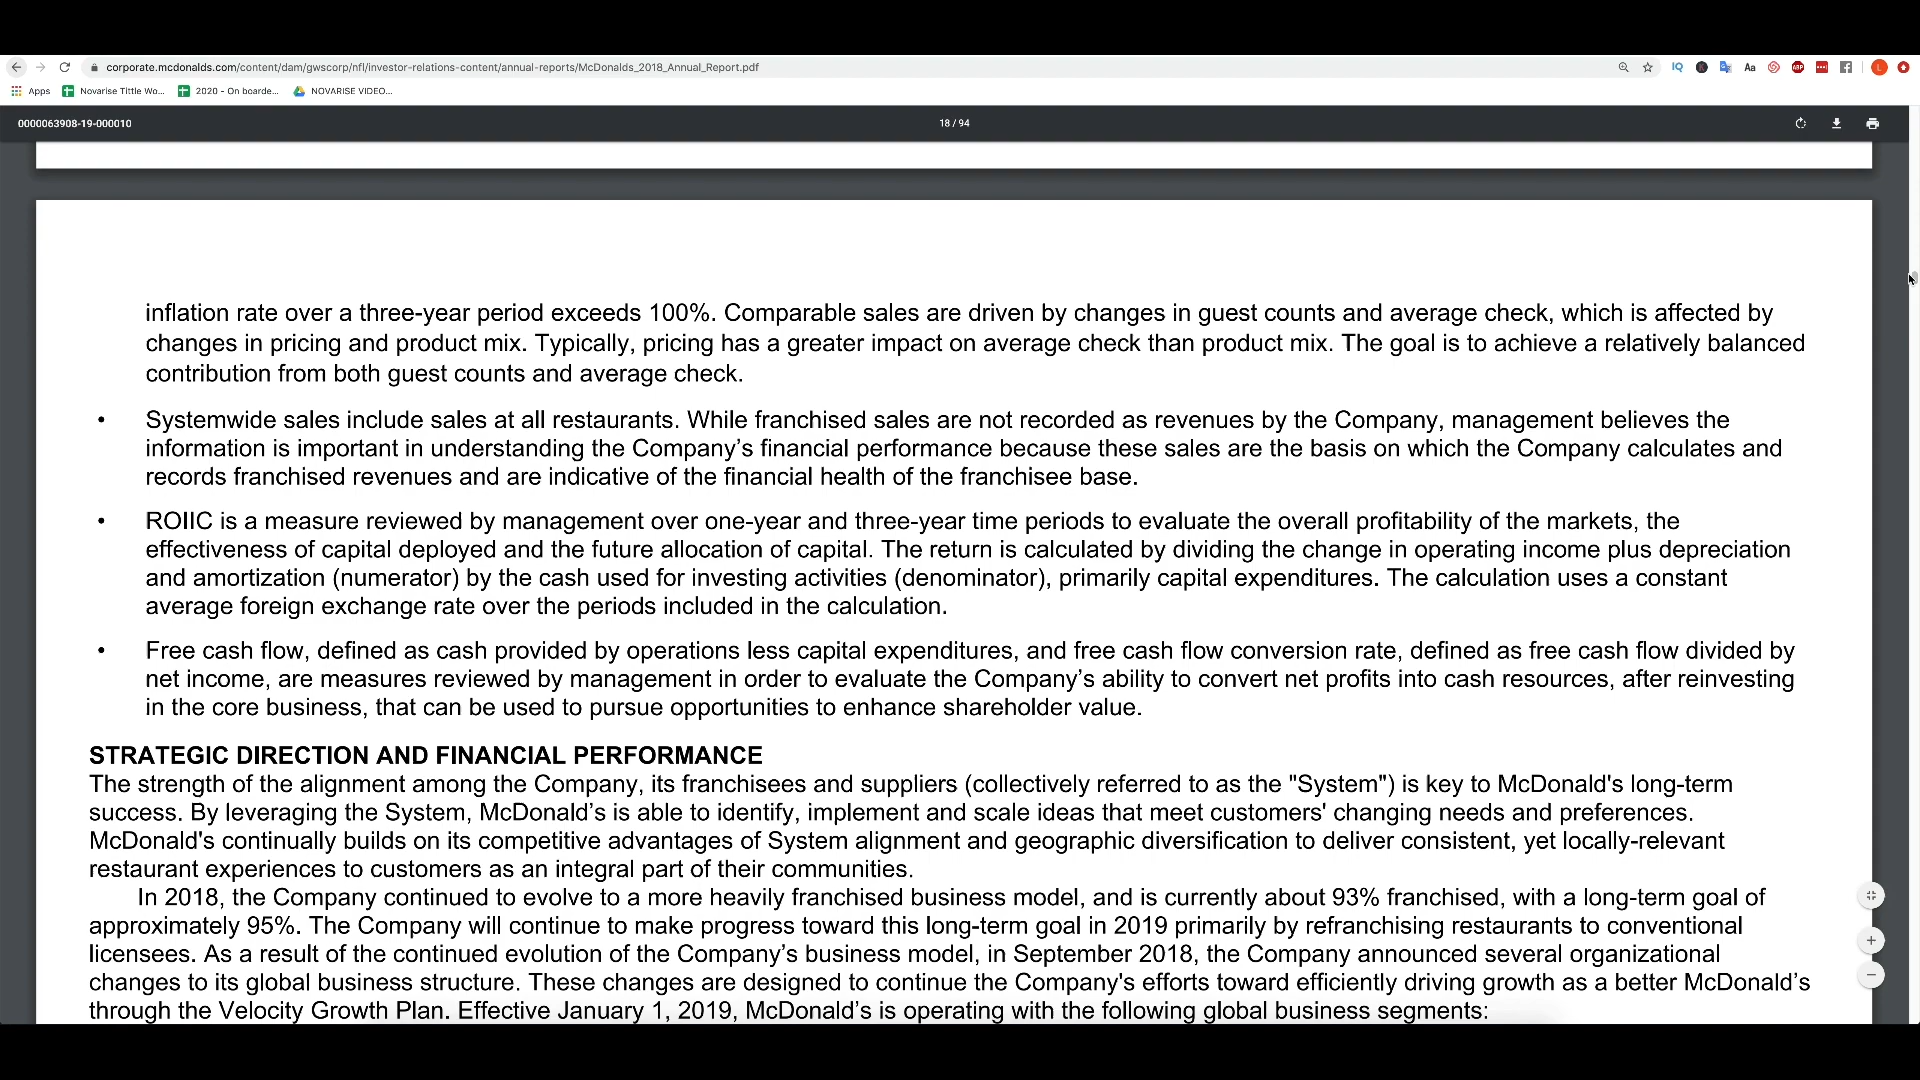 corporate.mcdonalds.com/content/dam/gwscorp/nfl/investor-relations-content/annual-reports/McDonalds_2018_Annual_Report.pdf
IQ
Aa
ABP
L
Apps
Novarise Tittle Wo...
2020 - On boarde...
NOVARISE VIDEO...
0000063908-19-000010
18 / 94
inflation rate over a three-year period exceeds 100%. Comparable sales are driven by changes in guest counts and average check, which is affected by
changes in pricing and product mix. Typically, pricing has a greater impact on average check than product mix. The goal is to achieve a relatively balanced
contribution from both guest counts and average check.
• Systemwide sales include sales at all restaurants. While franchised sales are not recorded as revenues by the Company, management believes the
information is important in understanding the Company’s financial performance because these sales are the basis on which the Company calculates and
records franchised revenues and are indicative of the financial health of the franchisee base.
• ROIIC is a measure reviewed by management over one-year and three-year time periods to evaluate the overall profitability of the markets, the
effectiveness of capital deployed and the future allocation of capital. The return is calculated by dividing the change in operating income plus depreciation
and amortization (numerator) by the cash used for investing activities (denominator), primarily capital expenditures. The calculation uses a constant
average foreign exchange rate over the periods included in the calculation.
• Free cash flow, defined as cash provided by operations less capital expenditures, and free cash flow conversion rate, defined as free cash flow divided by
net income, are measures reviewed by management in order to evaluate the Company’s ability to convert net profits into cash resources, after reinvesting
in the core business, that can be used to pursue opportunities to enhance shareholder value.
STRATEGIC DIRECTION AND FINANCIAL PERFORMANCE
The strength of the alignment among the Company, its franchisees and suppliers (collectively referred to as the "System") is key to McDonald's long-term
success. By leveraging the System, McDonald’s is able to identify, implement and scale ideas that meet customers' changing needs and preferences.
McDonald's continually builds on its competitive advantages of System alignment and geographic diversification to deliver consistent, yet locally-relevant
restaurant experiences to customers as an integral part of their communities.
In 2018, the Company continued to evolve to a more heavily franchised business model, and is currently about 93% franchised, with a long-term goal of
approximately 95%. The Company will continue to make progress toward this long-term goal in 2019 primarily by refranchising restaurants to conventional
licensees. As a result of the continued evolution of the Company’s business model, in September 2018, the Company announced several organizational
changes to its global business structure. These changes are designed to continue the Company's efforts toward efficiently driving growth as a better McDonald’s
through the Velocity Growth Plan. Effective January 1, 2019, McDonald’s is operating with the following global business segments: